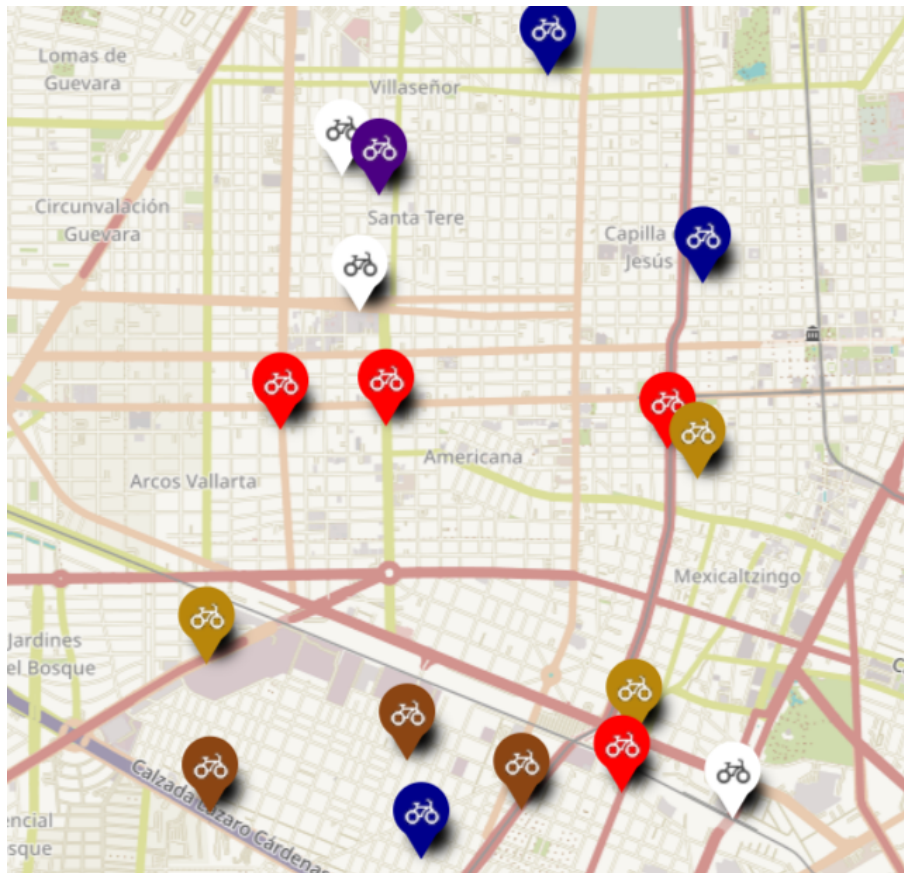 Lomas de
Guevara
Villaseñor
Circunvalación
Guevara
Santa Tere
Capilla
Jesús
Americana
Arcos Vallarta
Mexicaltzingo
Jardines
el Bosque
Calzada Lázaro Cárdenas
encial
sque